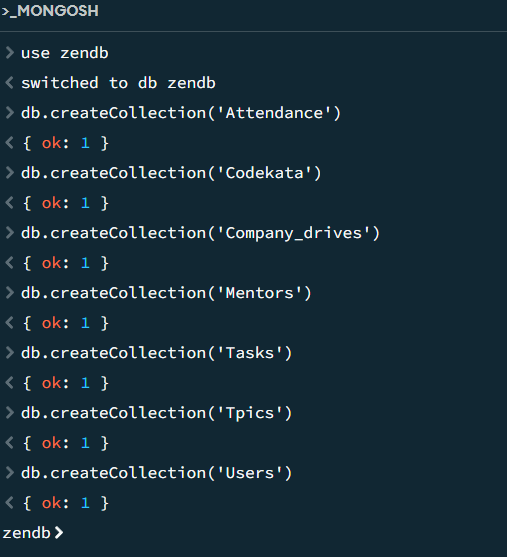 >_MONGOSH
> use zendb
< switched to db zendb
> db.createCollection('Attendance')
< { ok: 1 }
> db.createCollection('Codekata')
< { ok: 1 }
> db.createCollection('Company_drives')
< { ok: 1 }
> db.createCollection('Mentors')
< { ok: 1 }
> db.createCollection('Tasks')
< { ok: 1 }
> db.createCollection('Tpics')
< { ok: 1 }
> db.createCollection('Users')
< { ok: 1 }
zendb>